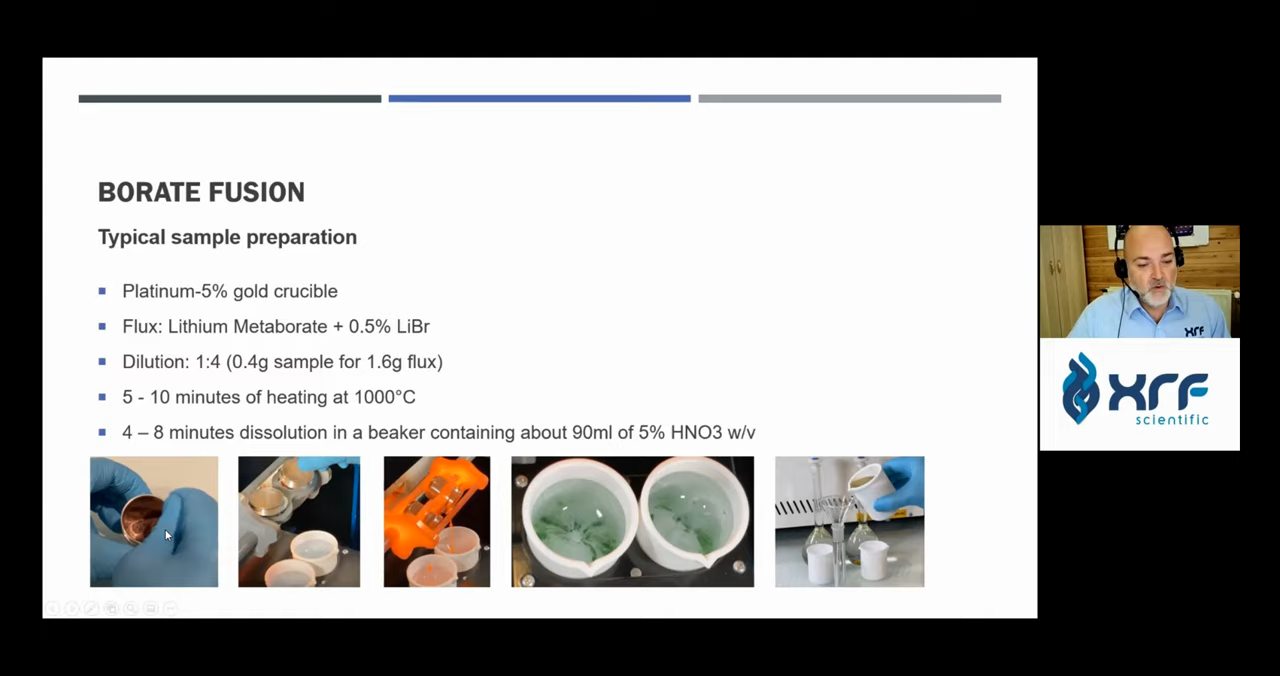 BORATE FUSION
Typical sample preparation
Platinum-5% gold crucible
Flux: Lithium Metaborate + 0.5% LiBr
Dilution: 1:4 (0.4g sample for 1.6g flux)
5 - 10 minutes of heating at 1000°C
4 – 8 minutes dissolution in a beaker containing about 90ml of 5% HNO3 w/v
xrf
xrf
scientific